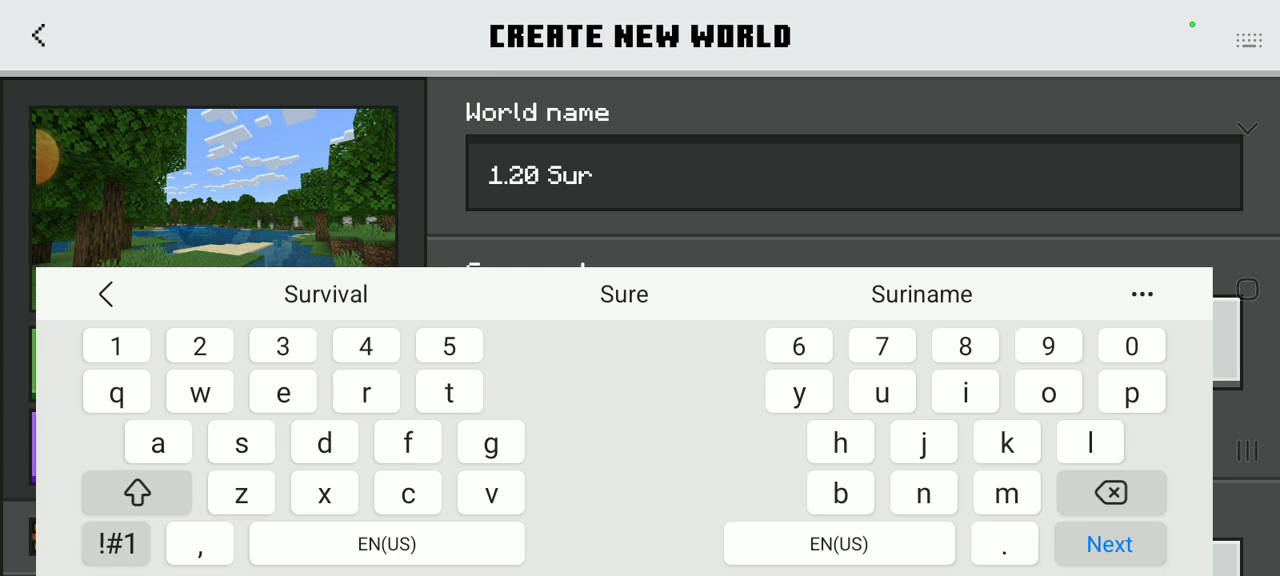 CREATE NEW WORLD
World name
1.20 Sur
Survival Sure Suriname
1 2 3 4 5 6 7 8 9 0
q w e r t y u i o p
a s d f g h j k l
z x c v b n m
!#1 , EN(US) EN(US) . Next